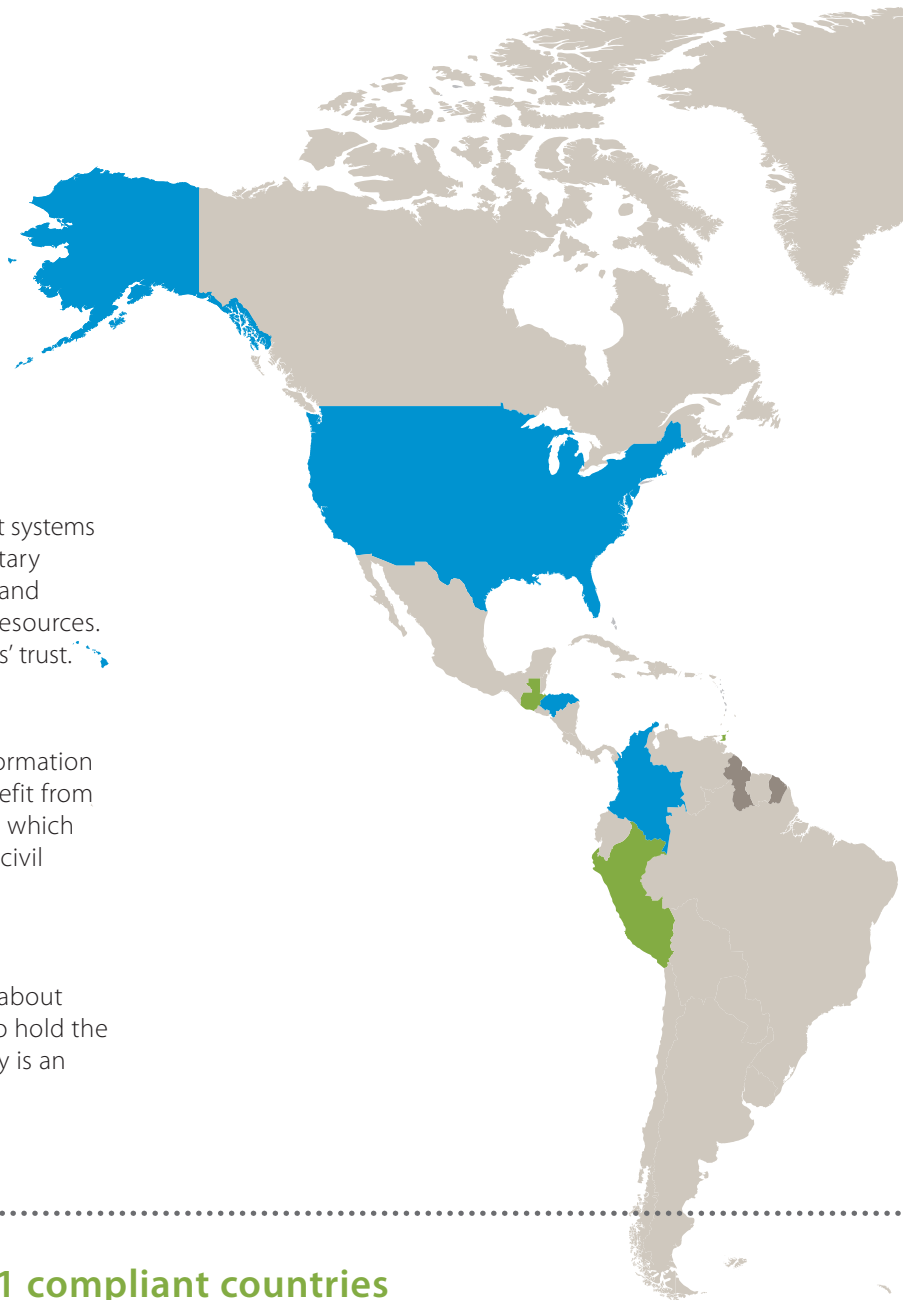 t systems
tary
and
esources.
s’ trust.
ormation
efit from
which
civil
about
o hold the
y is an
1 compliant countries